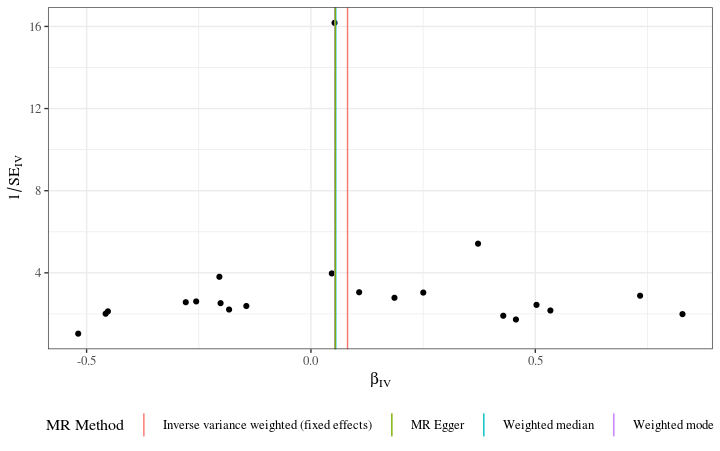 16
12
8
4
1/SE_IV
-0.5 0.0 0.5
β_IV
MR Method Inverse variance weighted (fixed effects) MR Egger Weighted median Weighted mode